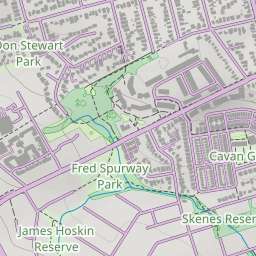 Don Stewart
Park
Fred Spurway
Park
Cavan G
Skenes Reser
James Hoskin
Reserve